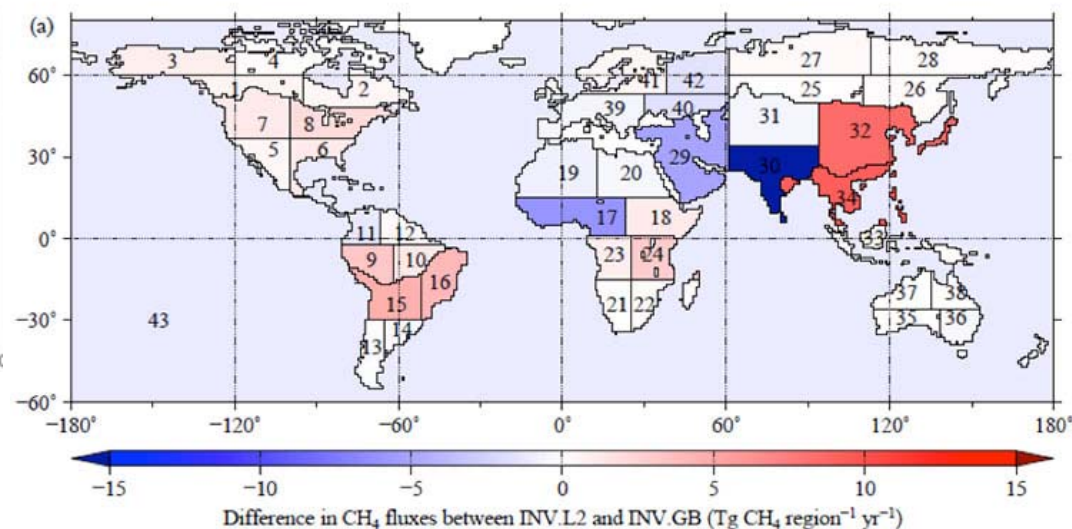 (a)
60°
30°
0°
−30°
−60°
3 4 27 28
1 2 41 42 25 26
7 8 39 40 31 32
5 6 29 30
19 20 34
17 18
11 12 33
9 10 23 24
16
15 21 22 37 38
43 14 35 36
13
−180° −120° −60° 0° 60° 120° 180°
−15 −10 −5 0 5 10 15
Difference in CH₄ fluxes between INV.L2 and INV.GB (Tg CH₄ region⁻¹ yr⁻¹)